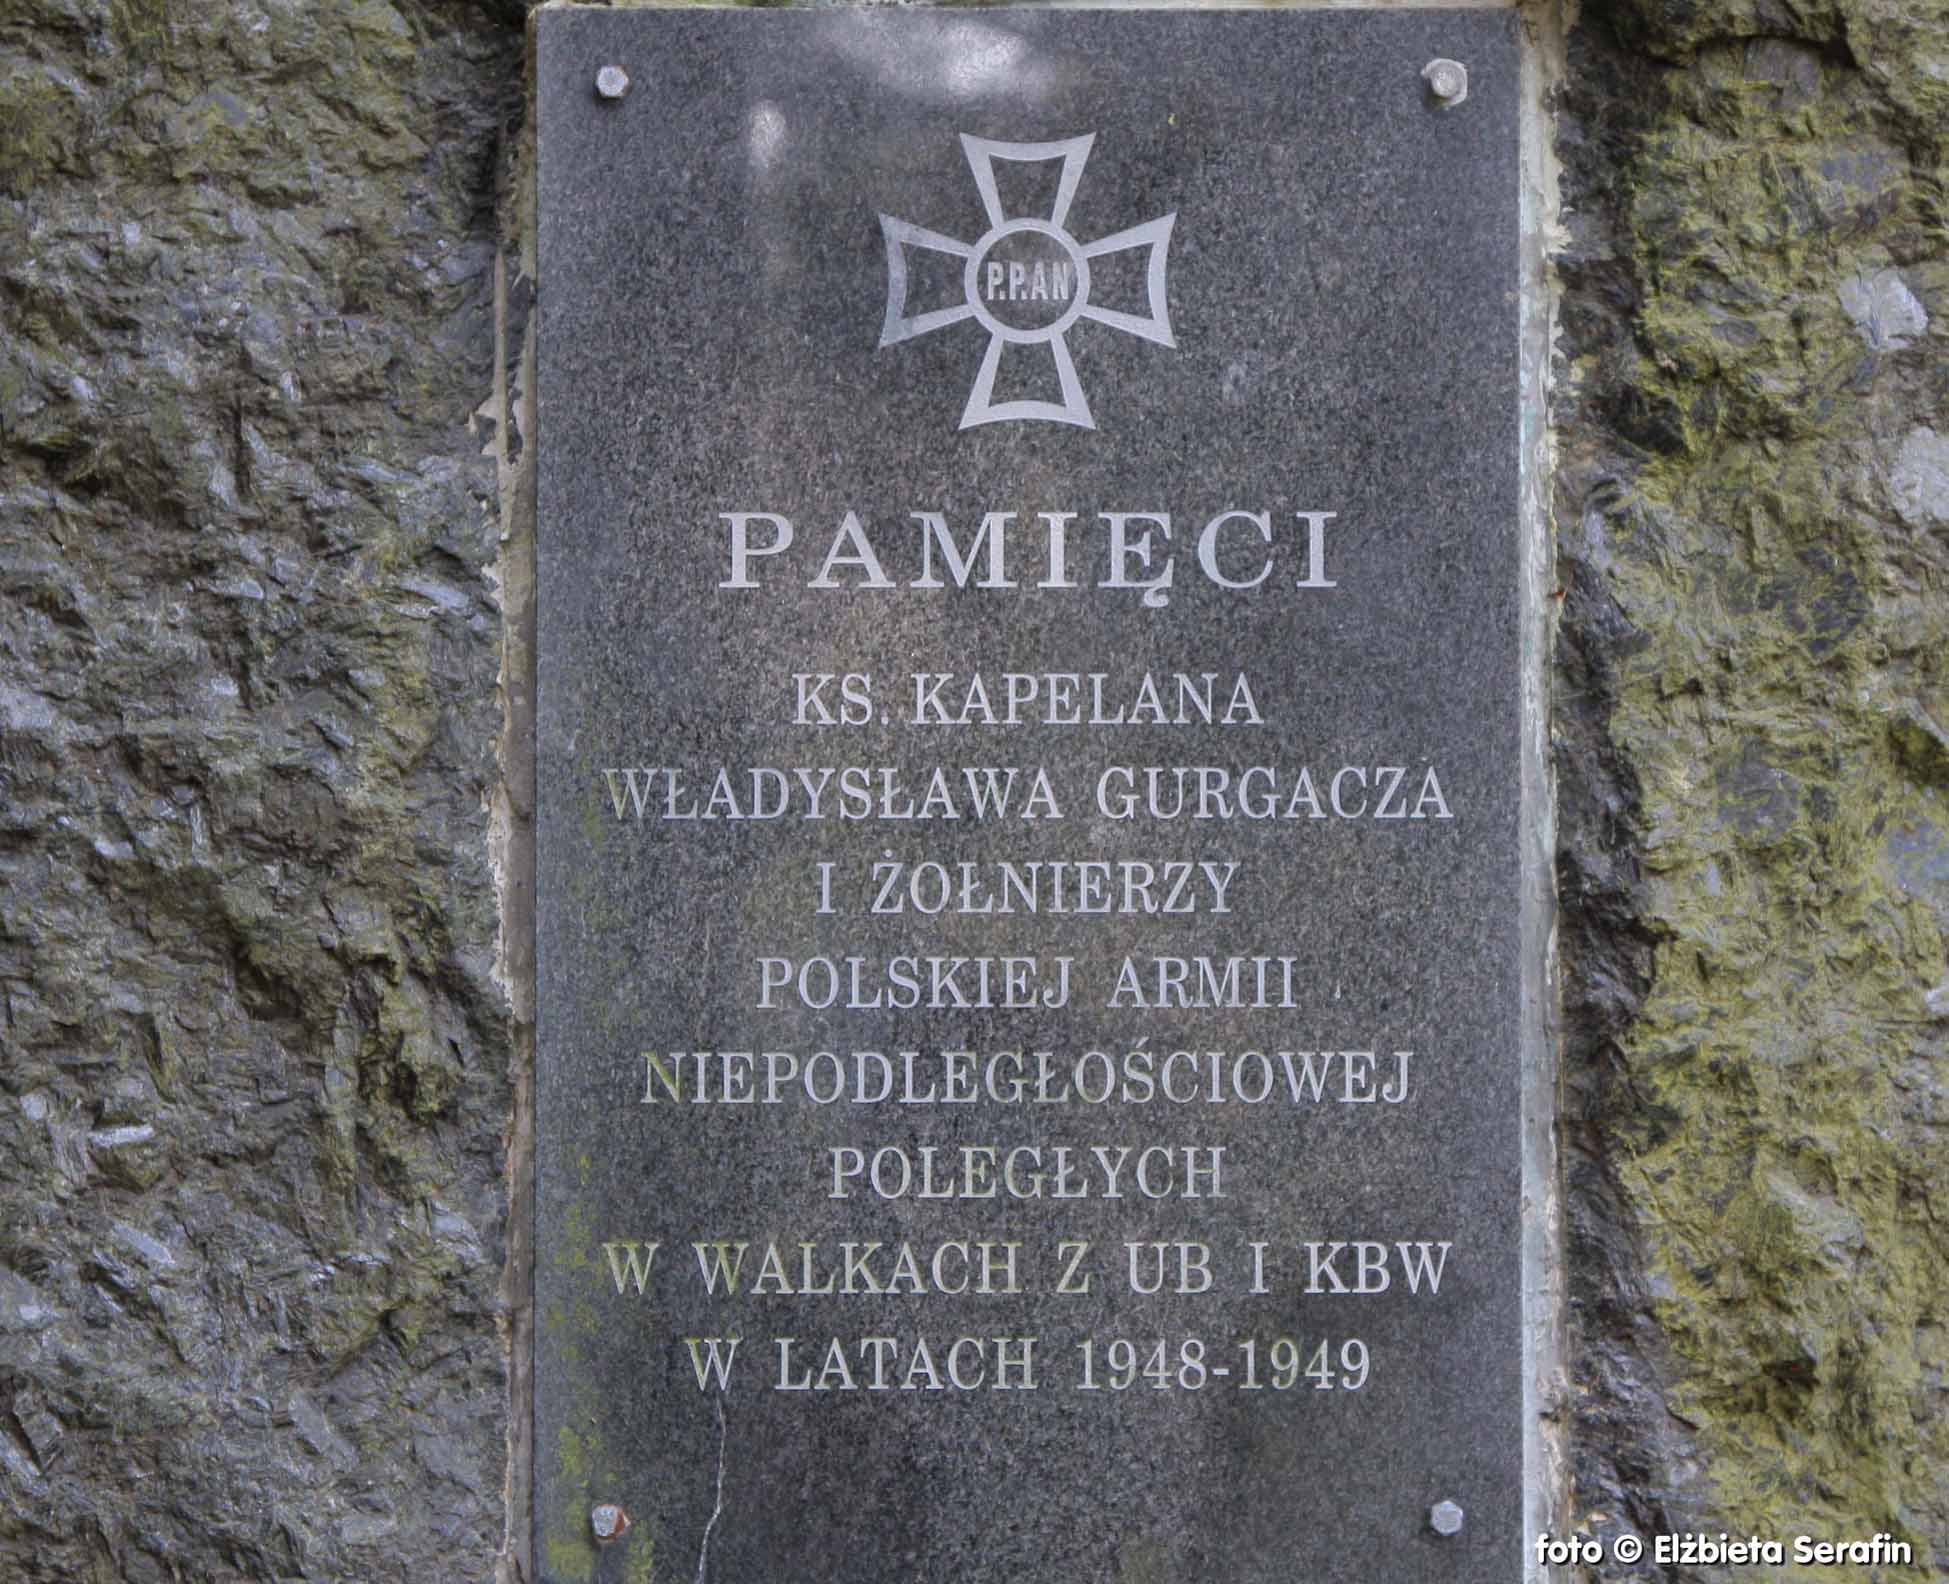 P.P.AN
PAMIĘCI
KS. KAPELANA
WŁADYSŁAWA GURGACZA
I ŻOŁNIERZY
POLSKIEJ ARMII
NIEPODLEGŁOŚCIOWEJ
POLEGŁYCH
W WALKACH Z UB I KBW
W LATACH 1948-1949
foto © Elżbieta Serafin